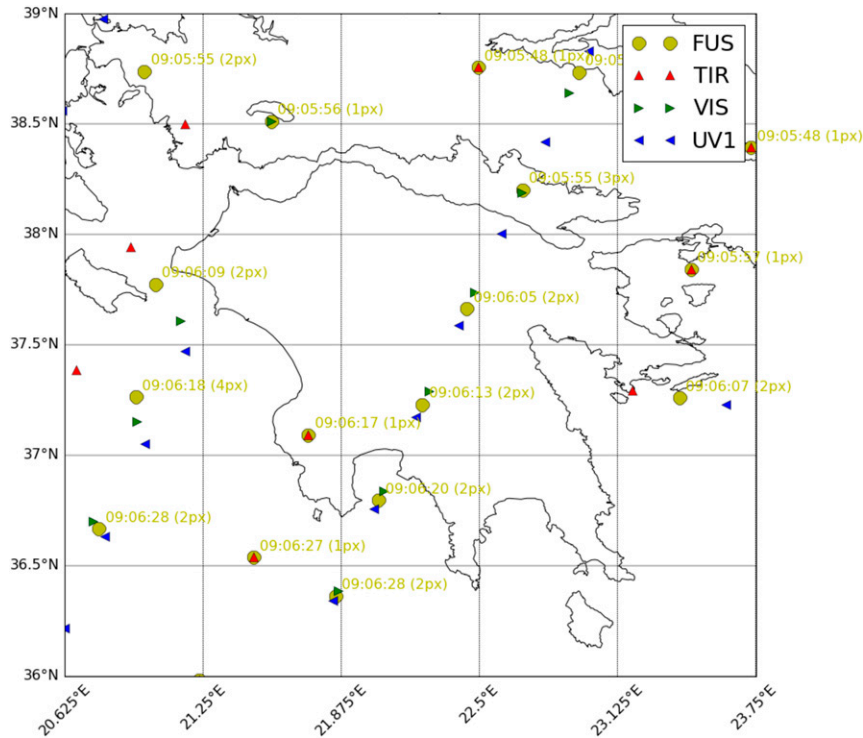 39°N
38.5°N
38°N
37.5°N
37°N
36.5°N
36°N
09:05:55 (2px)
09:05:48 (1px)
09:05
FUS
TIR
VIS
UV1
09:05:56 (1px)
09:05:48 (1px)
09:05:55 (3px)
09:05:57 (1px)
09:06:09 (2px)
09:06:05 (2px)
09:06:18 (4px)
09:06:13 (2px)
09:06:07 (2px)
09:06:17 (1px)
09:06:20 (2px)
09:06:28 (2px)
09:06:27 (1px)
09:06:28 (2px)
20.625°E
21.25°E
21.875°E
22.5°E
23.125°E
23.75°E